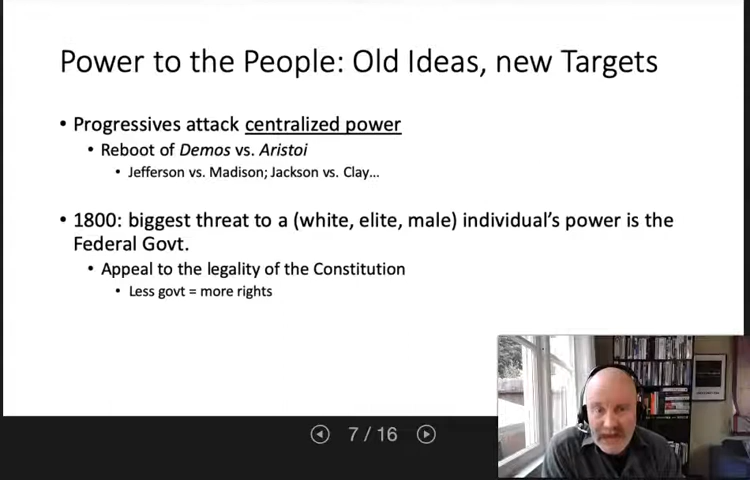 Power to the People: Old Ideas, new Targets
• Progressives attack centralized power
• Reboot of Demos vs. Aristoi
• Jefferson vs. Madison; Jackson vs. Clay…
• 1800: biggest threat to a (white, elite, male) individual's power is the
Federal Govt.
• Appeal to the legality of the Constitution
• Less govt = more rights
7 / 16